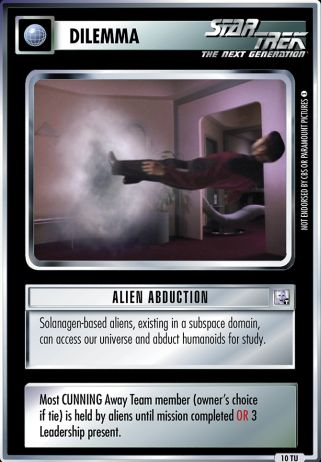 DILEMMA
STAR TREK
THE NEXT GENERATION
NOT ENDORSED BY CBS OR PARAMOUNT PICTURES
ALIEN ABDUCTION
Solanagen-based aliens, existing in a subspace domain,
can access our universe and abduct humanoids for study.
Most CUNNING Away Team member (owner's choice
if tie) is held by aliens until mission completed OR 3
Leadership present.
10 TU